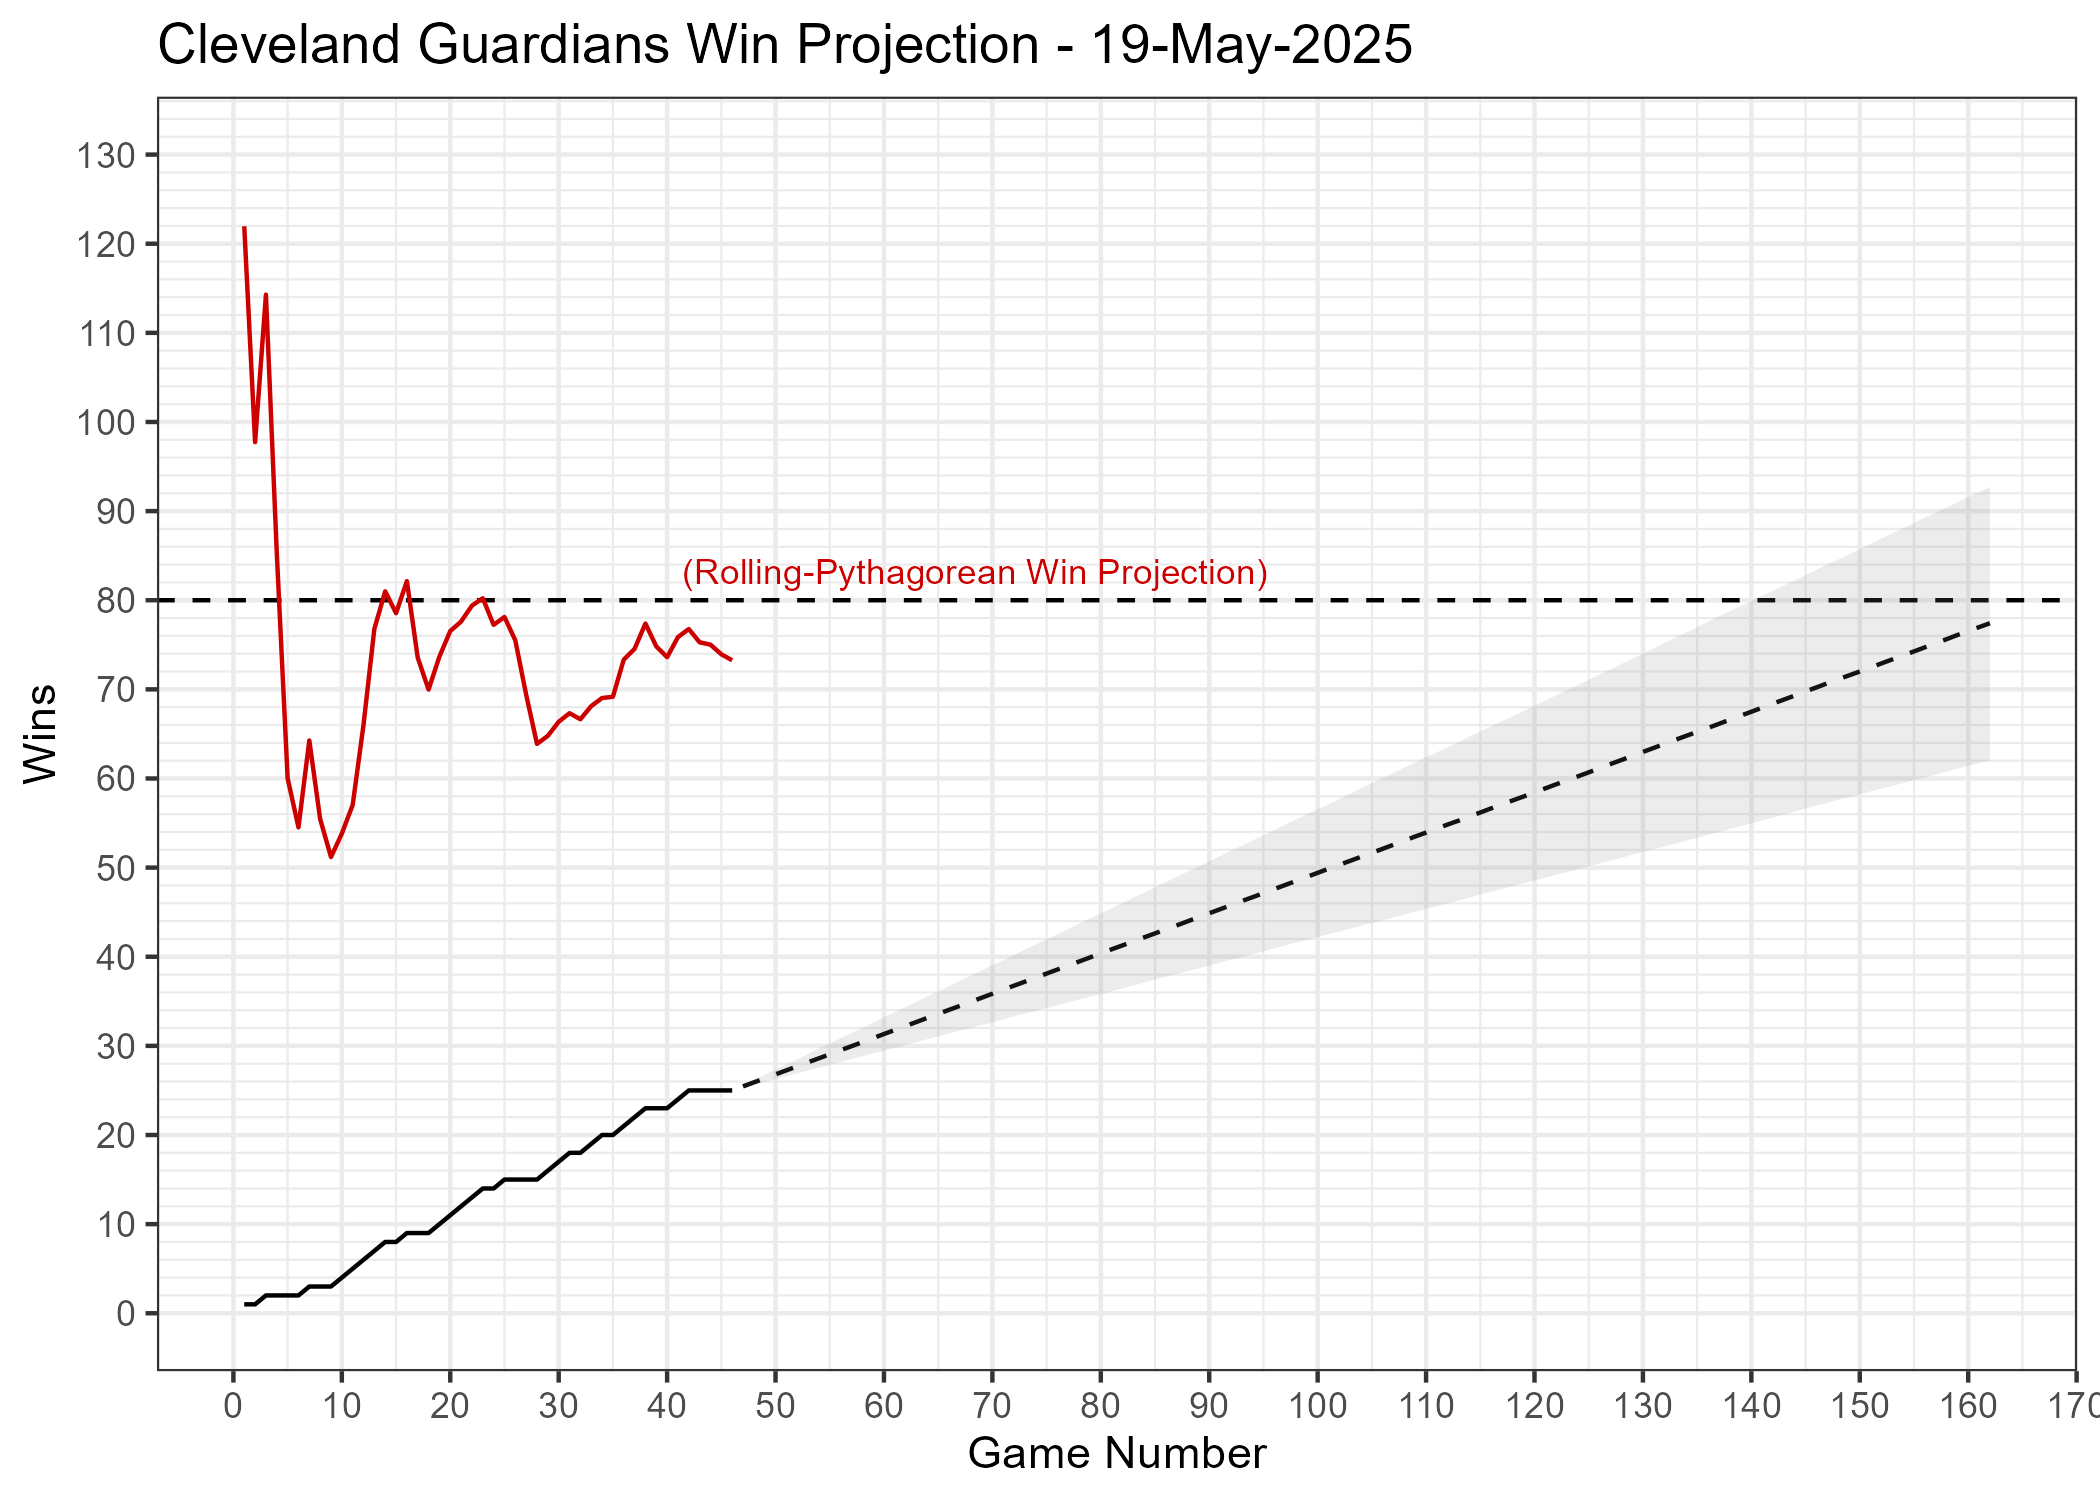 Cleveland Guardians Win Projection - 19-May-2025
130
120
110
100
90
(Rolling-Pythagorean Win Projection)
80
70
Wins
60
50
40
30
20
10
0
0 10 20 30 40 50 60 70 80 90 100 110 120 130 140 150 160 170
Game Number